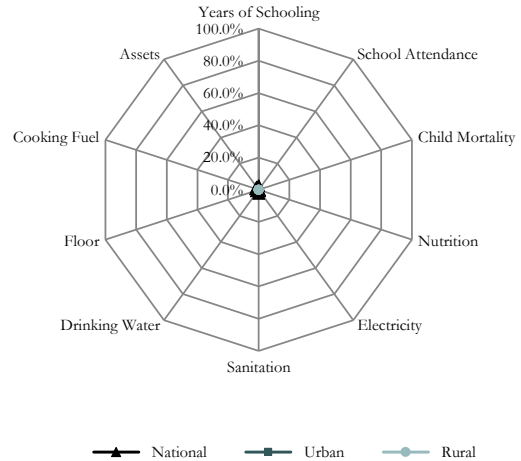 Years of Schooling
100.0%
Assets
School Attendance
80.0%
60.0%
40.0%
Cooking Fuel
Child Mortality
20.0%
0.0%
Floor
Nutrition
Drinking Water
Electricity
Sanitation
National Urban Rural